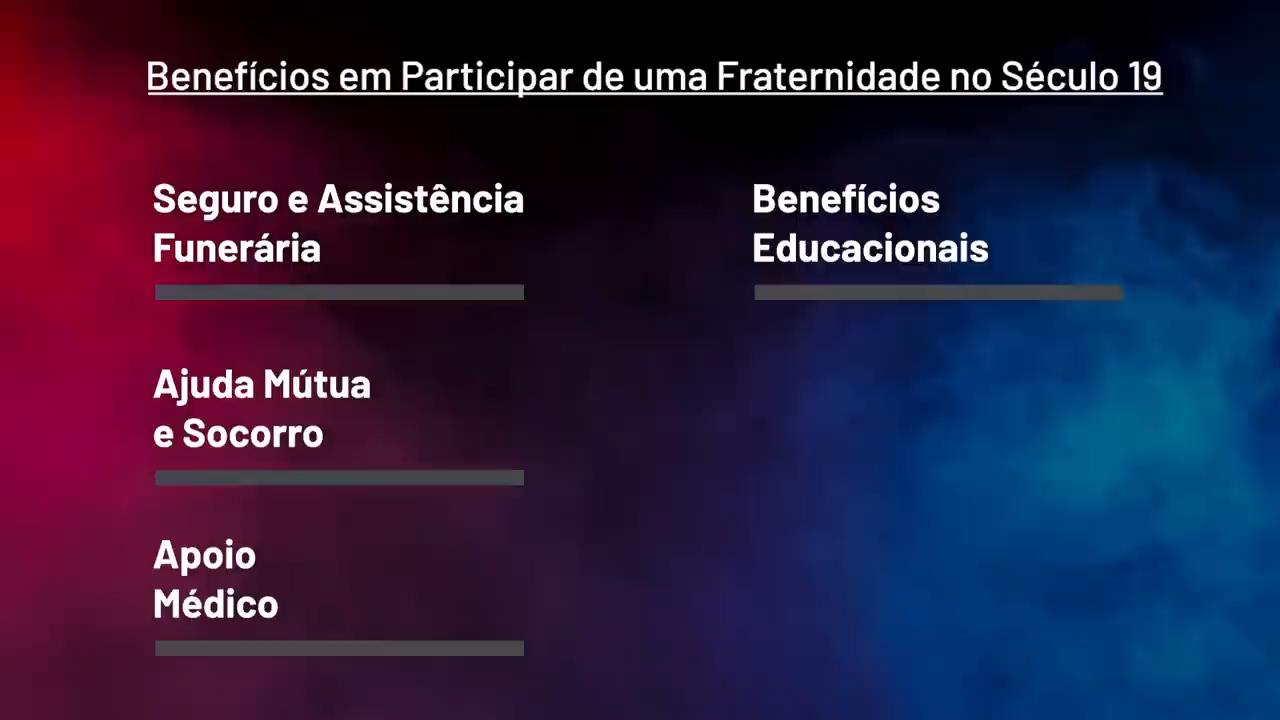 Benefícios em Participar de uma Fraternidade no Século 19
Seguro e Assistência
Funerária
Ajuda Mútua
e Socorro
Apoio
Médico
Benefícios
Educacionais